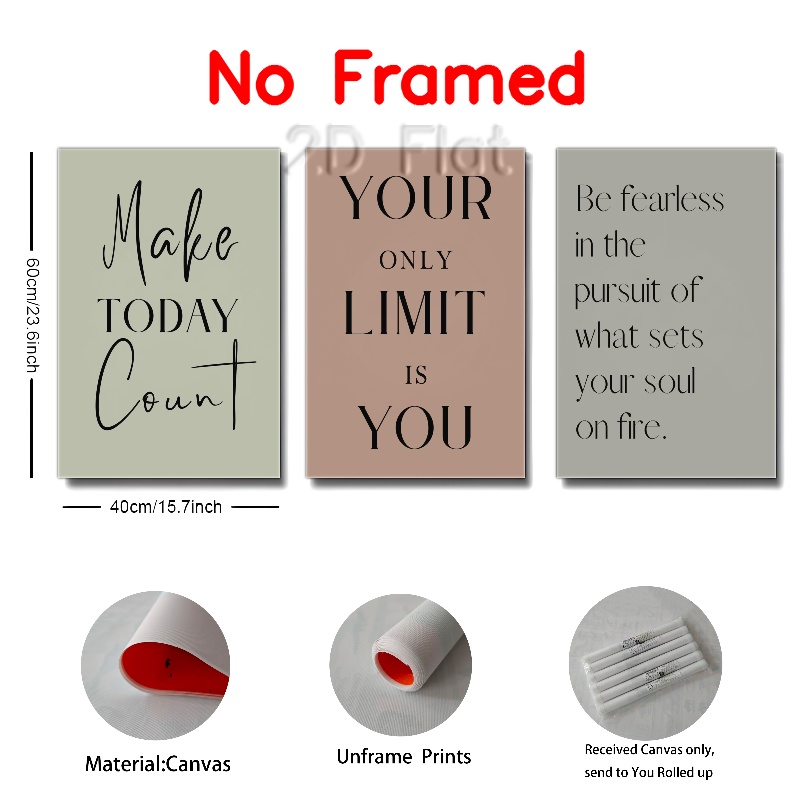 No Framed
2D Flat
60cm/23.6inch
Make
TODAY
Count
YOUR
ONLY
LIMIT
IS
YOU
Be fearless
in the
pursuit of
what sets
your soul
on fire.
40cm/15.7inch
Material:Canvas
Unframe Prints
Received Canvas only,
send to You Rolled up